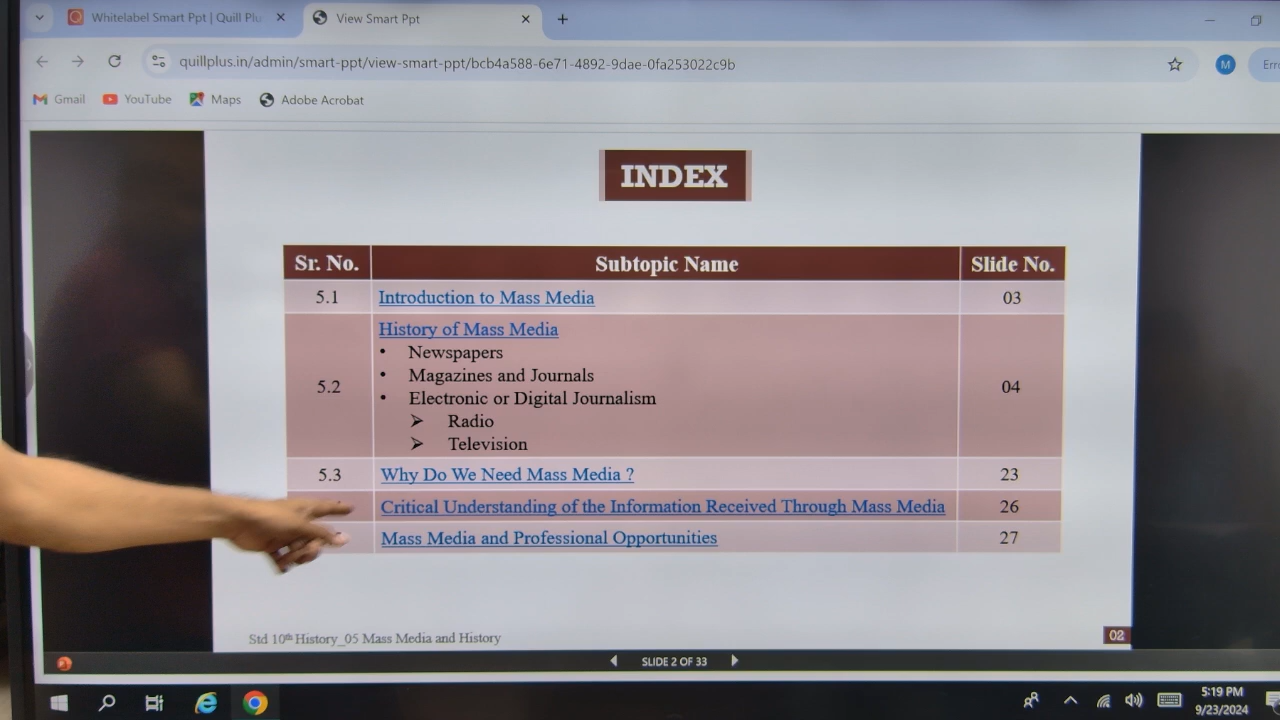 Whitelabel Smart Ppt | Quill Plu
View Smart Ppt
quillplus.in/admin/smart-ppt/view-smart-ppt/bcb4a588-6e71-4892-9dae-0fa253022c9b
M
Gmail
YouTube
Maps
Adobe Acrobat
INDEX
Sr. No. Subtopic Name Slide No.
5.1 Introduction to Mass Media 03
History of Mass Media
• Newspapers
• Magazines and Journals
5.2 04
• Electronic or Digital Journalism
➢ Radio
➢ Television
5.3 Why Do We Need Mass Media ? 23
Critical Understanding of the Information Received Through Mass Media 26
Mass Media and Professional Opportunities 27
Std 10th History_05 Mass Media and History
02
SLIDE 2 OF 33
5:19 PM
9/23/2024